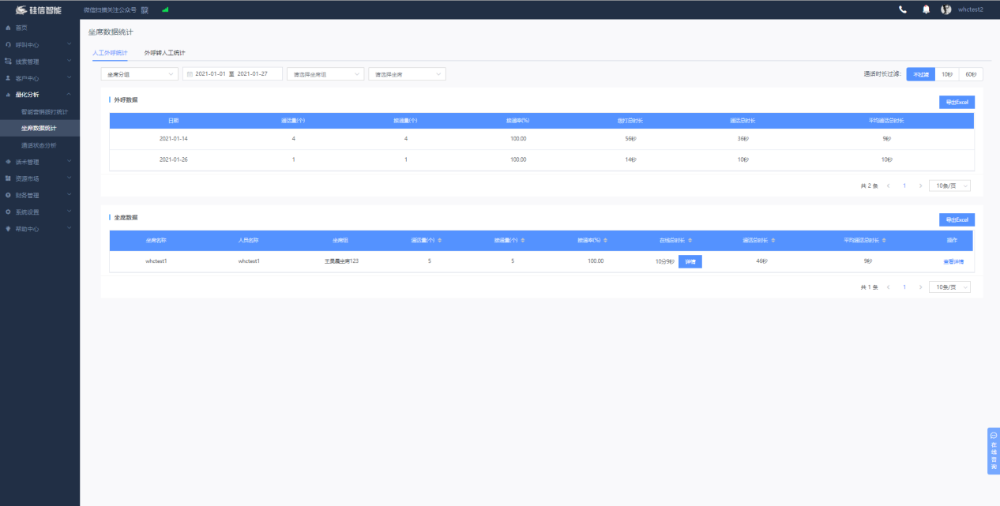 硅信智能 微信扫描关注公众号 whctest2
首页
呼叫中心
线索管理
客户中心
量化分析
智能营销拨打统计
坐席数据统计
通话状态分析
话术管理
资源市场
财务管理
系统设置
帮助中心
坐席数据统计
人工外呼统计 外呼转人工统计
坐席分组 2021-01-01 至 2021-01-27 请选择坐席组 请选择坐席 通话时长过滤: 不过滤 10秒 60秒
外呼数据 导出Excel
日期 通话量(个) 接通量(个) 接通率(%) 拨打总时长 通话总时长 平均通话总时长
2021-01-14 4 4 100.00 56秒 36秒 9秒
2021-01-26 1 1 100.00 14秒 10秒 10秒
共 2 条 < 1 > 10条/页
坐席数据 导出Excel
坐席名称 人员名称 坐席组 通话量(个) 接通量(个) 接通率(%) 在线总时长 通话总时长 平均通话总时长 操作
whctest1 whctest1 王昊晨坐席123 5 5 100.00 10分9秒 详情 46秒 9秒 查看详情
共 1 条 < 1 > 10条/页
在线咨询